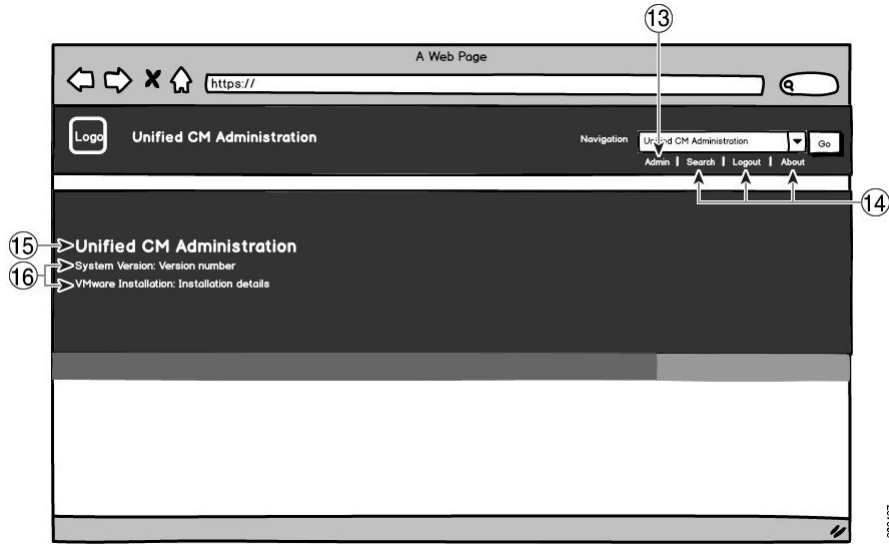 13
A Web Page
https://
Logo
Unified CM Administration
Navigation
Unified CM Administration
Go
Admin | Search | Logout | About
14
15
Unified CM Administration
16
System Version: Version number
VMware Installation: Installation details